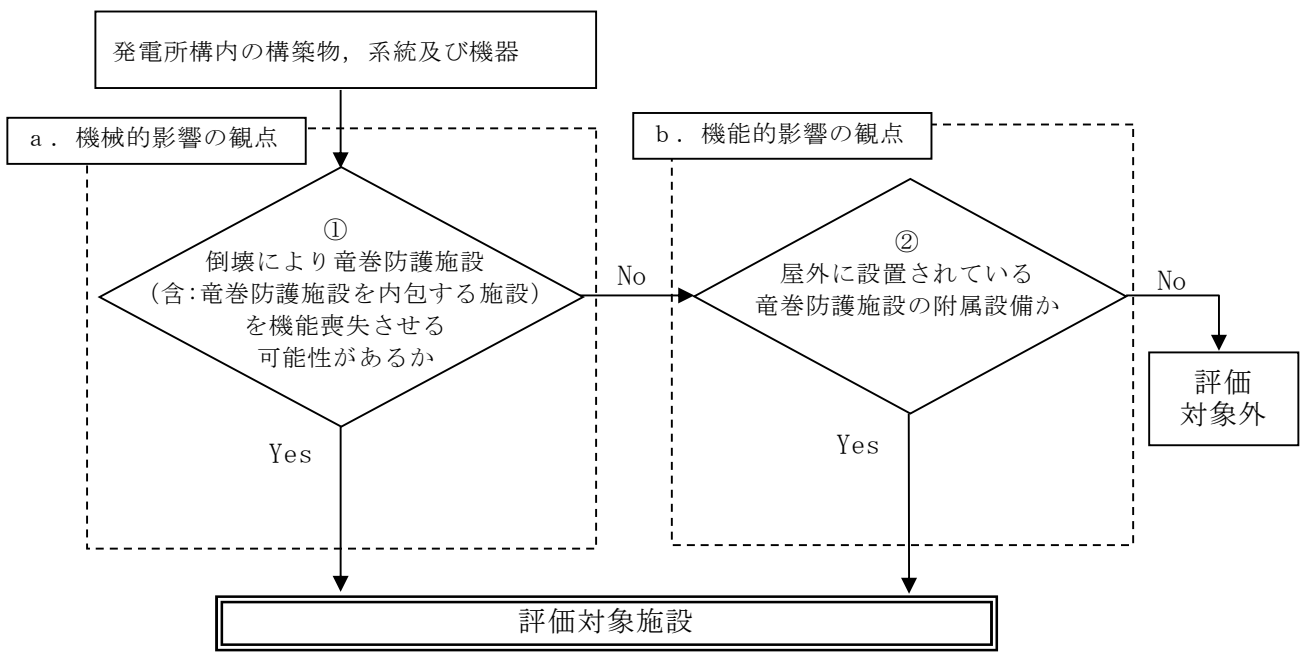 発電所構内の構築物，系統及び機器
a．機械的影響の観点
①
倒壊により竜巻防護施設
（含：竜巻防護施設を内包する施設）
を機能喪失させる
可能性があるか
No
Yes
b．機能的影響の観点
②
屋外に設置されている
竜巻防護施設の附属設備か
No
Yes
評価
対象外
評価対象施設